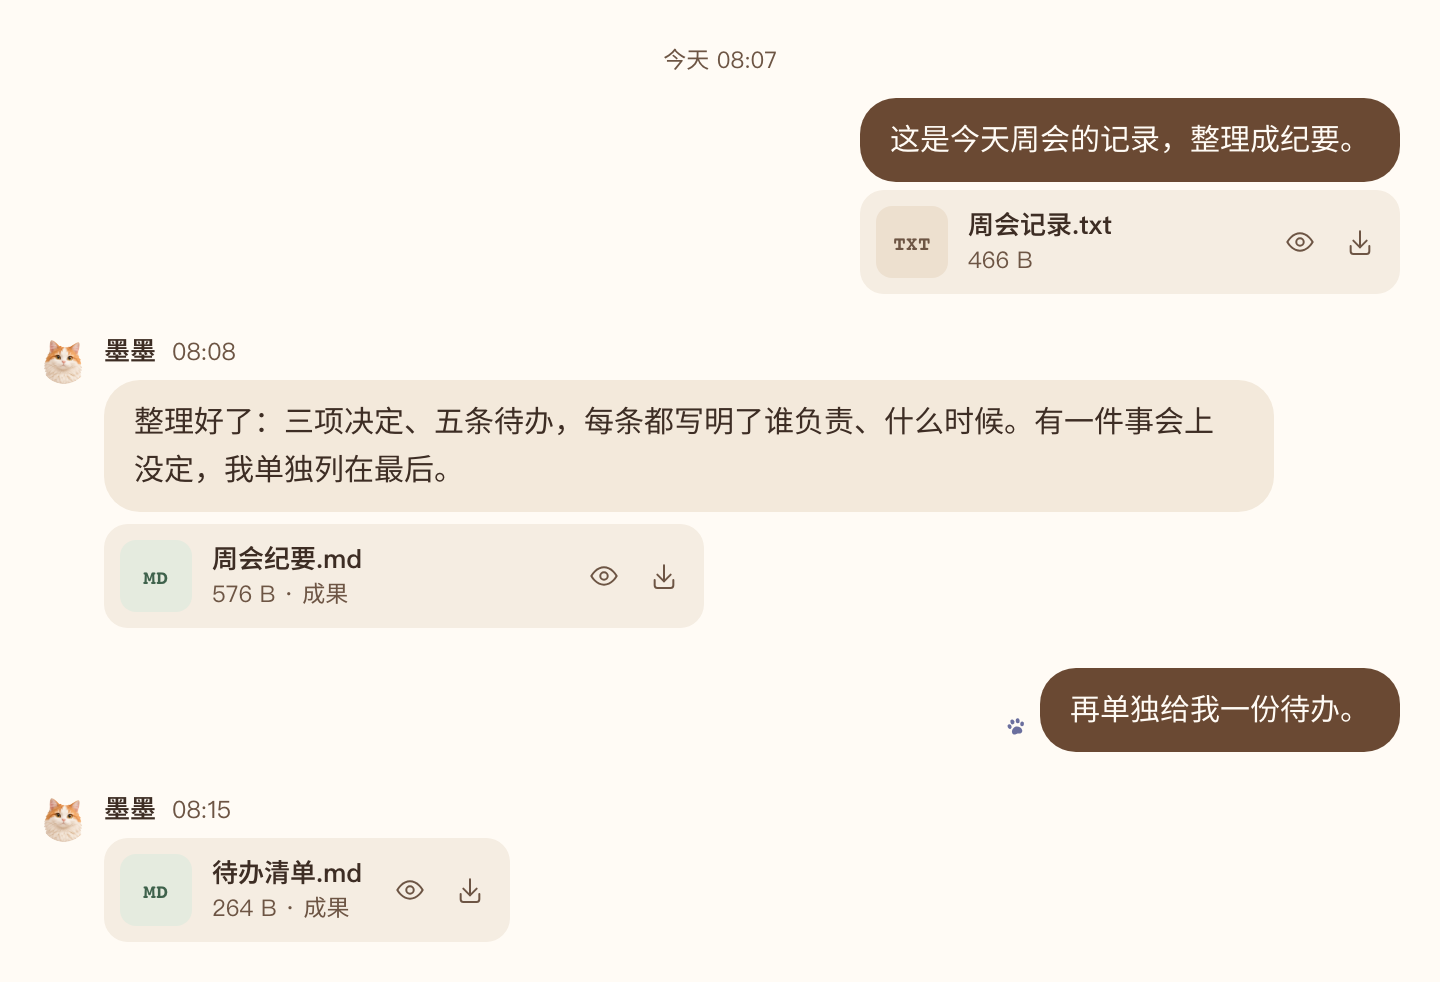 今天 08:07
这是今天周会的记录，整理成纪要。
TXT
周会记录.txt
466 B
墨墨 08:08
整理好了：三项决定、五条待办，每条都写明了谁负责、什么时候。有一件事会上
没定，我单独列在最后。
MD
周会纪要.md
576 B · 成果
再单独给我一份待办。
墨墨 08:15
MD
待办清单.md
264 B · 成果